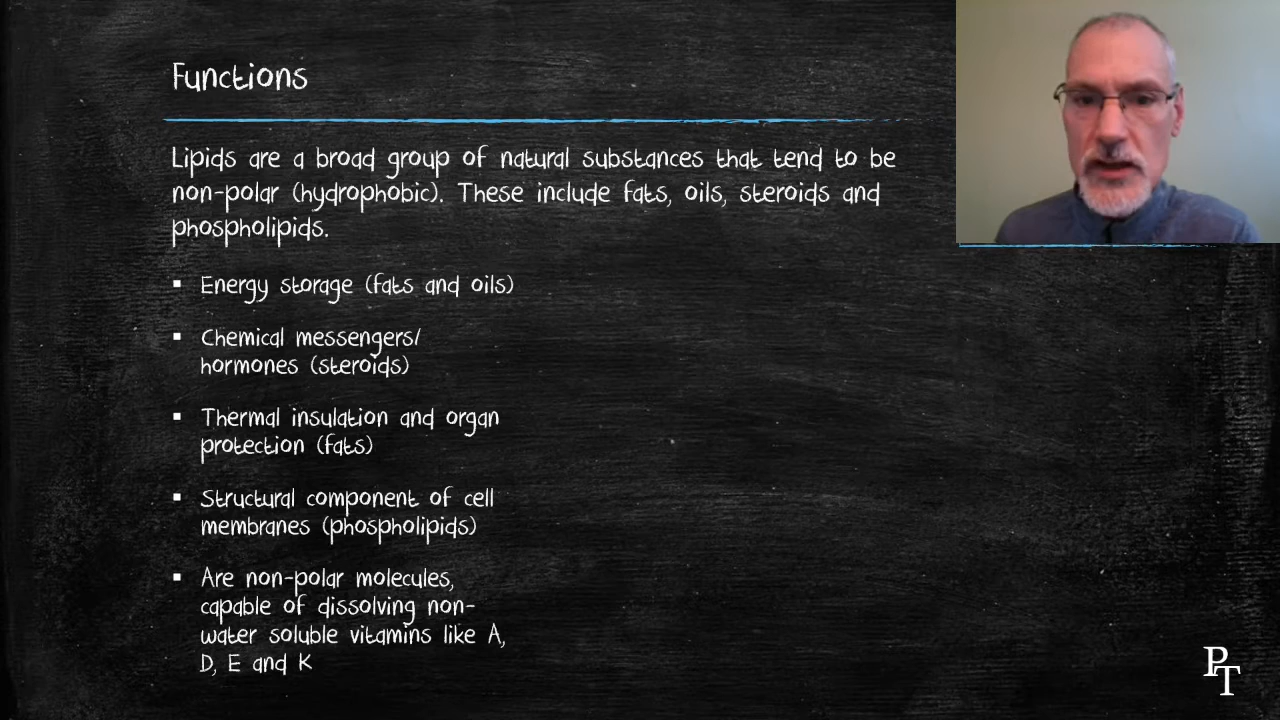 Functions
Lipids are a broad group of natural substances that tend to be
non-polar (hydrophobic). These include fats, oils, steroids and
phospholipids.
▪ Energy storage (fats and oils)
▪ Chemical messengers/
hormones (steroids)
▪ Thermal insulation and organ
protection (fats)
▪ Structural component of cell
membranes (phospholipids)
▪ Are non-polar molecules,
capable of dissolving non-
water soluble vitamins like A,
D, E and K
PT